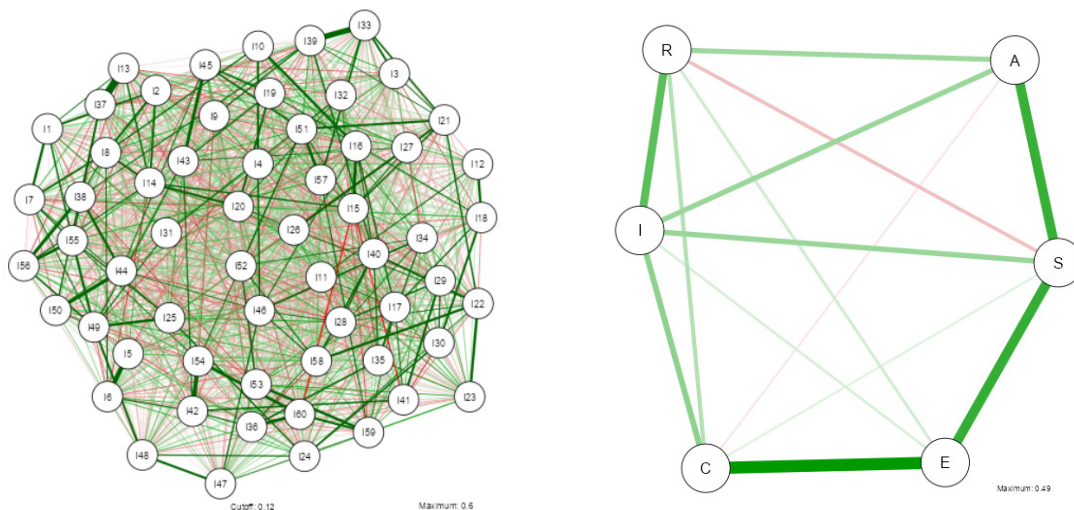 I33
I39
I10
I45
I3
I13
I2
I19
I32
I37
I9
I21
I1
I51
I16
I27
I8
I43
I4
I12
I14
I57
I7
I38
I20
I15
I18
I31
I26
I34
I55
I40
I56
I44
I52
I11
I29
I50
I46
I17
I22
I49
I25
I28
I30
I5
I54
I58
I35
I6
I53
I41
I23
I42
I60
I36
I59
I48
I24
I47
Cutoff: 0.12
Maximum: 0.6
R
A
I
S
C
E
Maximum: 0.49